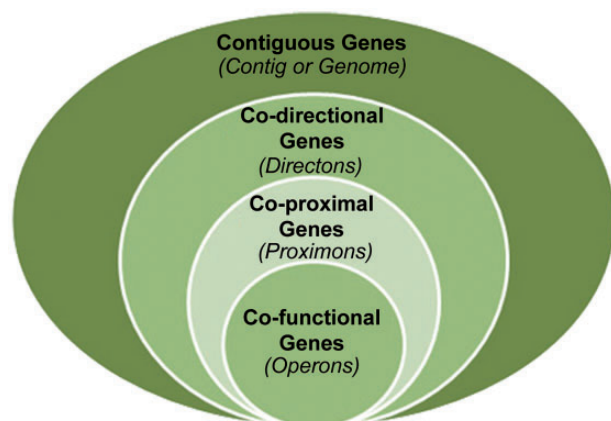 Contiguous Genes
(Contig or Genome)
Co-directional
Genes
(Directons)
Co-proximal
Genes
(Proximons)
Co-functional
Genes
(Operons)